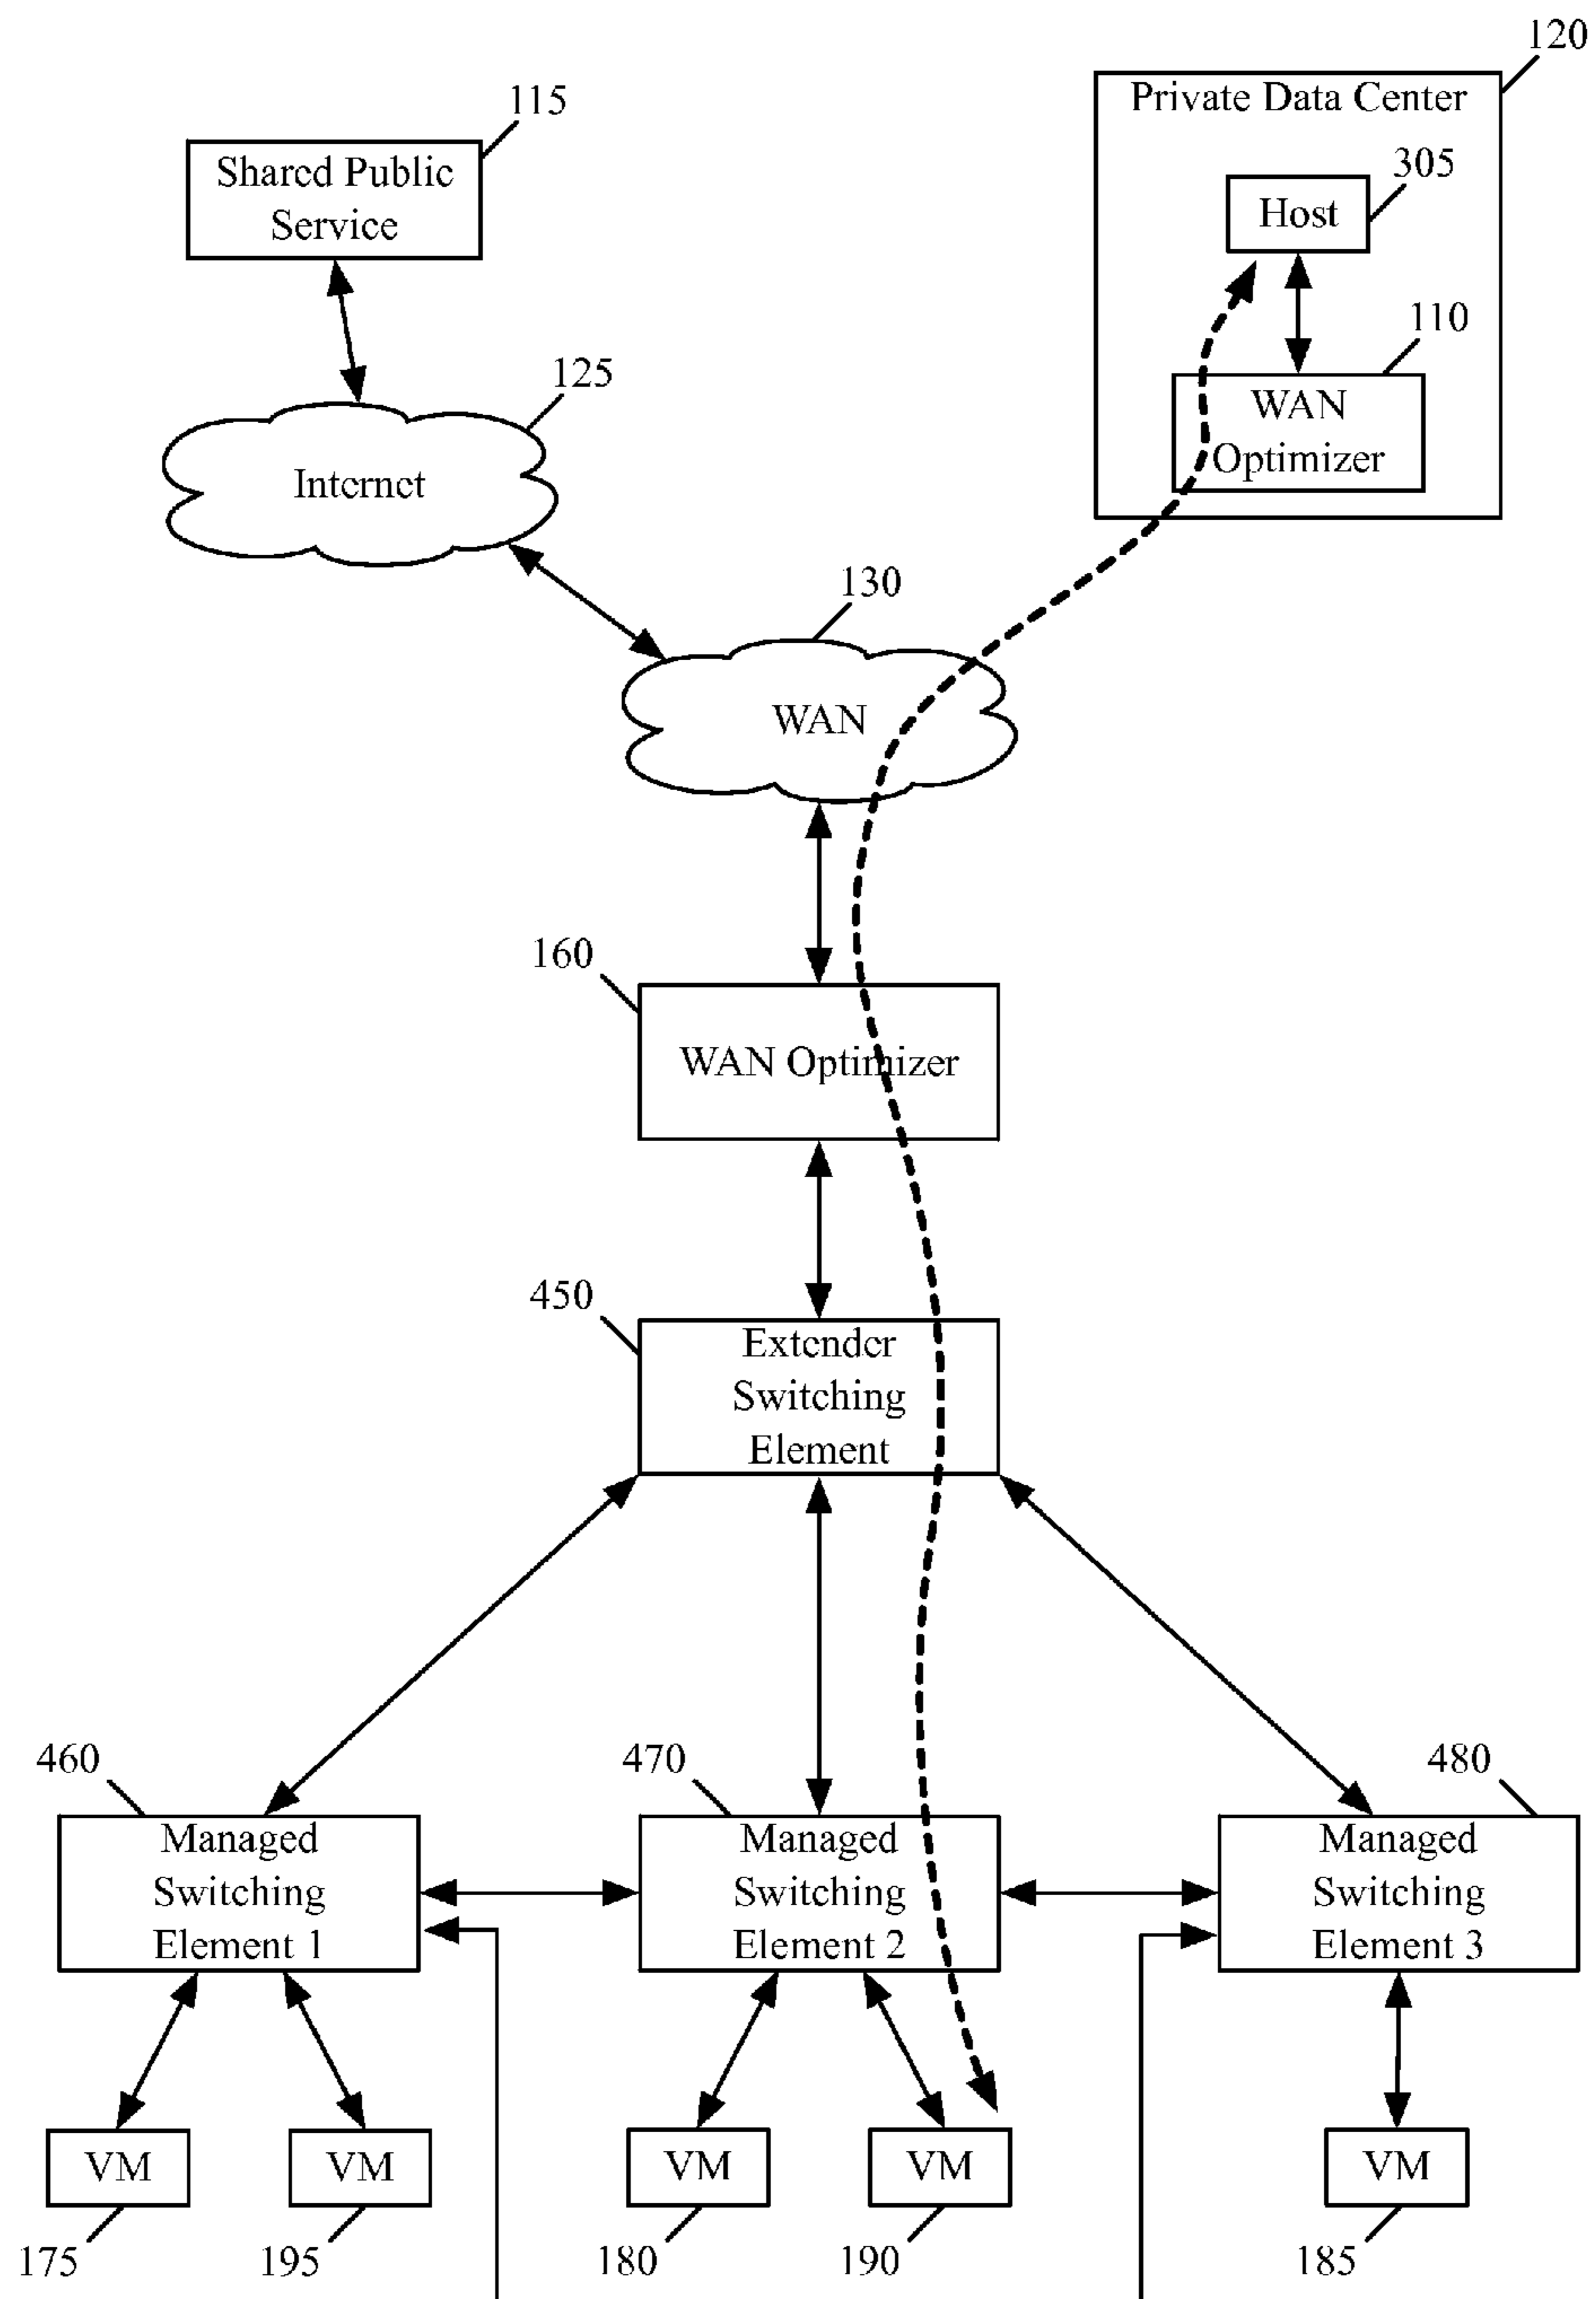 120
Private Data Center
115
Shared Public
Service
305
Host
110
WAN
Optimizer
125
Internet
130
WAN
160
WAN Optimizer
450
Extender
Switching
Element
460
Managed
Switching
Element 1
470
Managed
Switching
Element 2
480
Managed
Switching
Element 3
VM
VM
VM
VM
VM
175
195
180
190
185